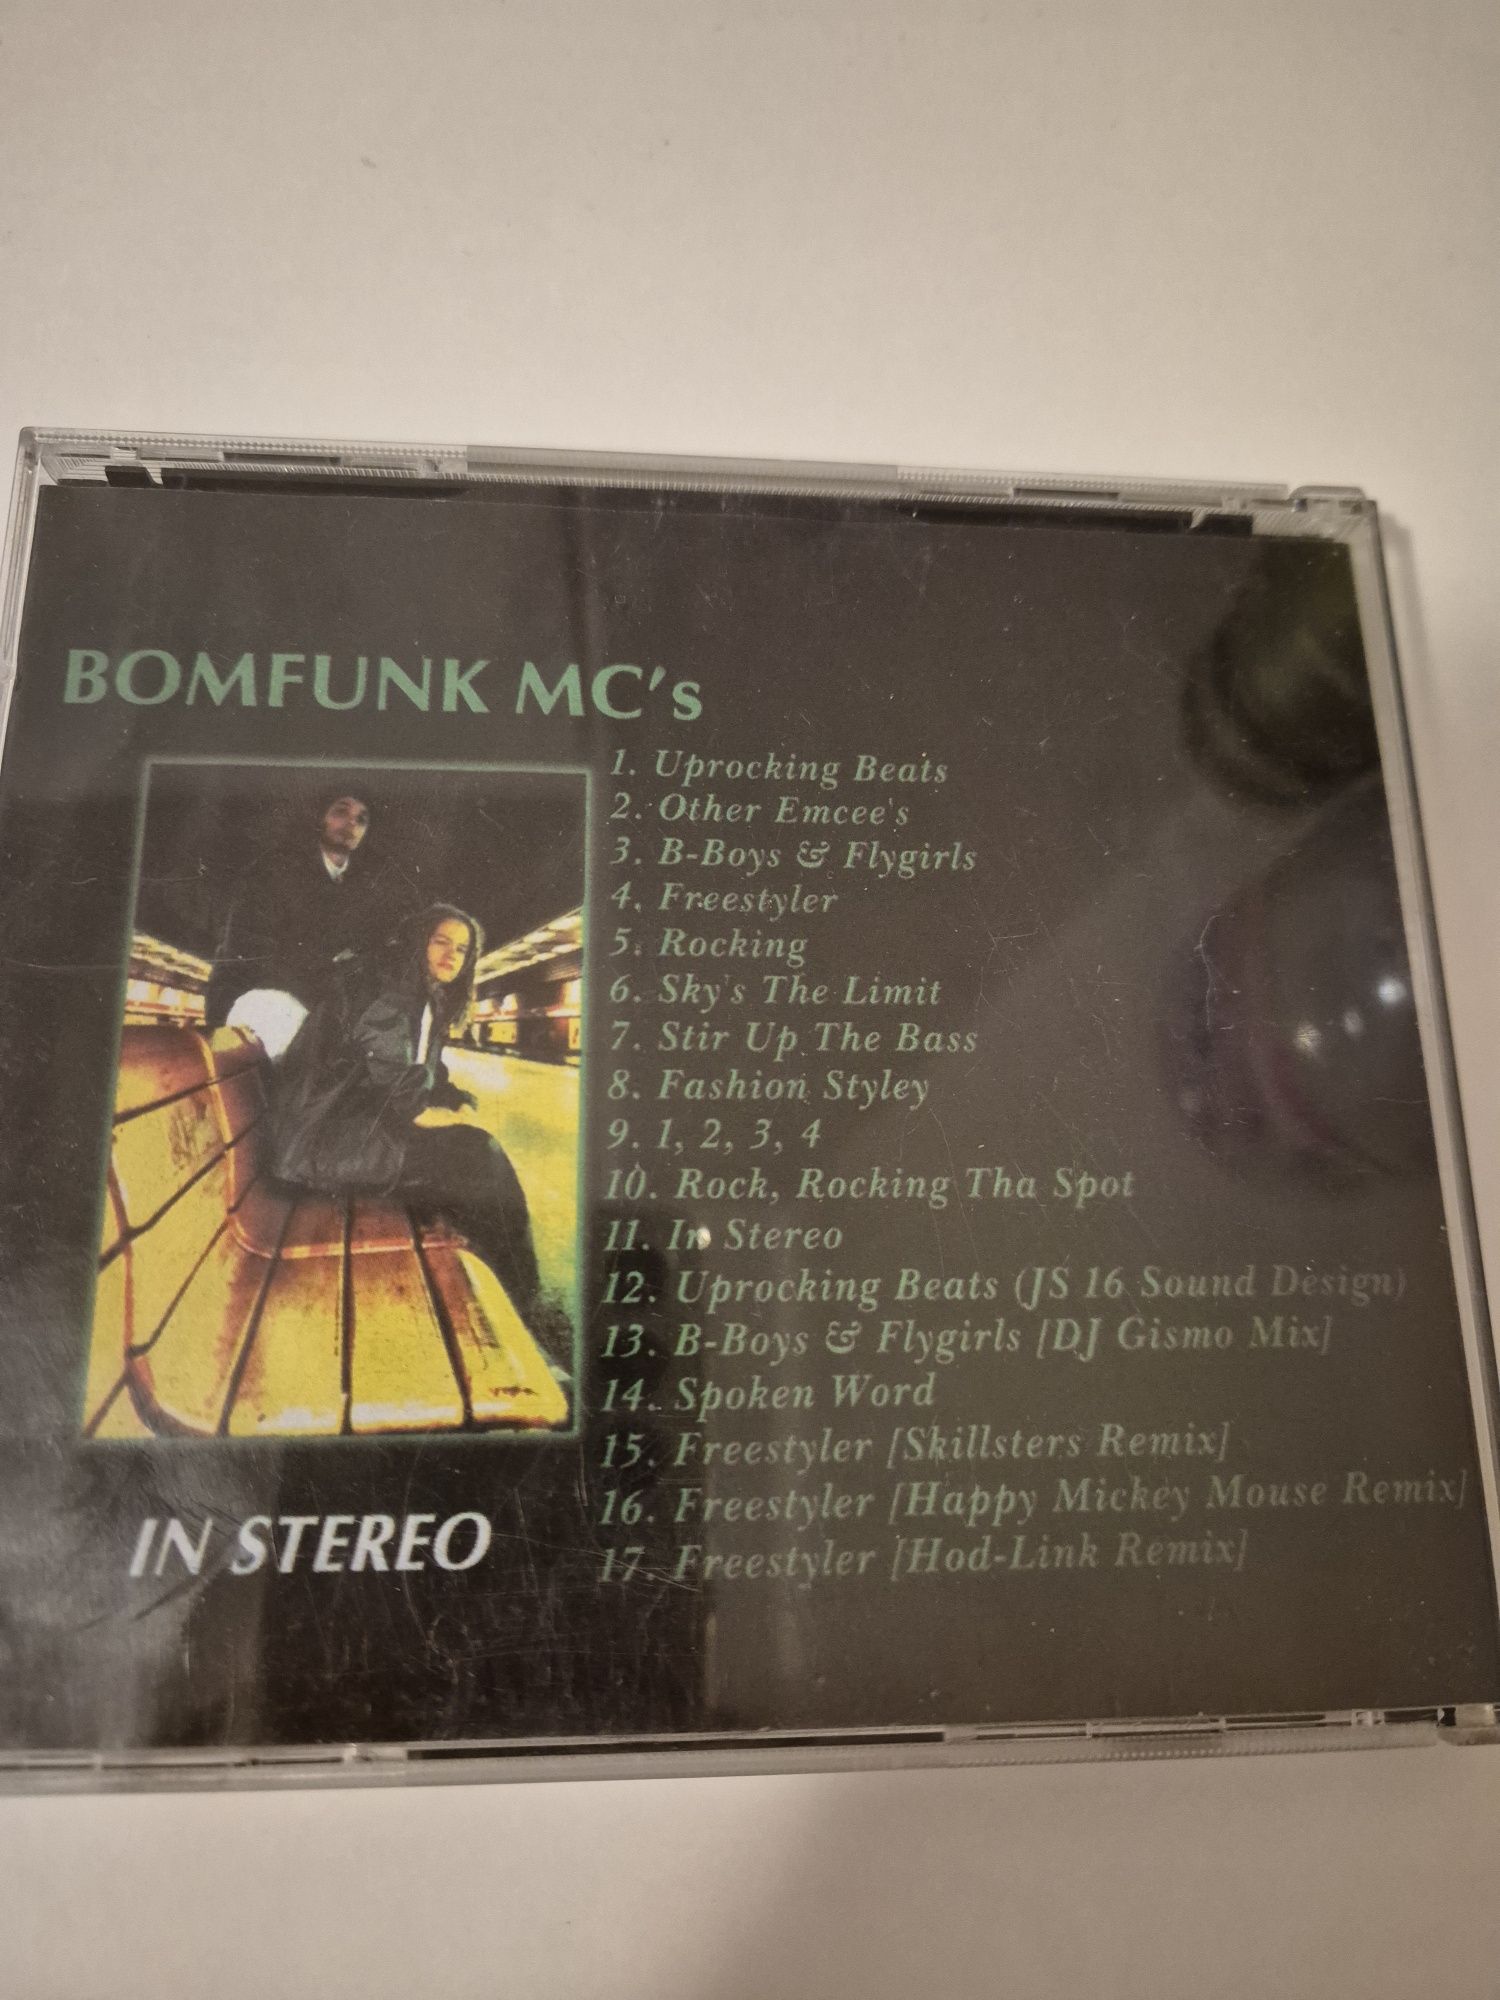 BOMFUNK MC's
1. Uprocking Beats
2. Other Emcee's
3. B-Boys & Flygirls
4. Freestyler
5. Rocking
6. Sky's The Limit
7. Stir Up The Bass
8. Fashion Styley
9. 1, 2, 3, 4
10. Rock, Rocking Tha Spot
11. In Stereo
12. Uprocking Beats (JS 16 Sound Design)
13. B-Boys & Flygirls [DJ Gismo Mix]
14. Spoken Word
15. Freestyler [Skillsters Remix]
16. Freestyler [Happy Mickey Mouse Remix]
17. Freestyler [Hod-Link Remix]
IN STEREO